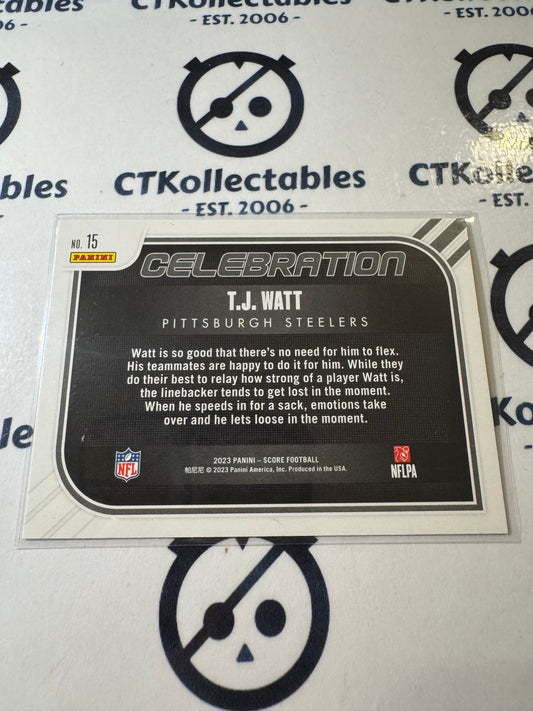 - EST. 2006 -
CTKollectables
- EST. 2006 -
CTKollectables
- EST. 2006 -
NO. 15
PANINI
CELEBRATION
T.J. WATT
PITTSBURGH STEELERS
Watt is so good that there's no need for him to flex.
His teammates are happy to do it for him. While they
do their best to relay how strong of a player Watt is,
the linebacker tends to get lost in the moment.
When he speeds in for a sack, emotions take
over and he lets loose in the moment.
2023 PANINI – SCORE FOOTBALL
帕尼尼 © 2023 Panini America, Inc. Produced in the USA.
NFL
NFLPA